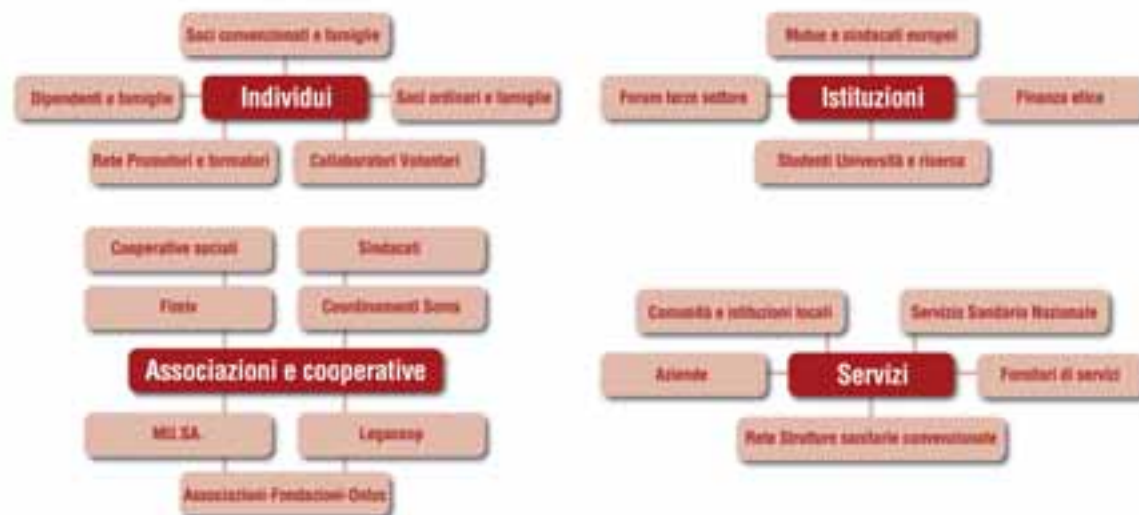 Soci convenzionati e famiglie
Dipendenti e famiglie
Individui
Soci ordinari e famiglie
Rete Promotori e formatori
Collaboratori Volontari
Mutue e sindacati europei
Forum terzo settore
Istituzioni
Finanza etica
Studenti Università e ricerca
Cooperative sociali
Sindacati
Fimiv
Coordinamenti Soms
Associazioni e cooperative
MU.SA.
Legacoop
Associazioni-Fondazioni-Onlus
Comunità e istituzioni locali
Servizio Sanitario Nazionale
Aziende
Servizi
Fornitori di servizi
Rete Strutture sanitarie convenzionate